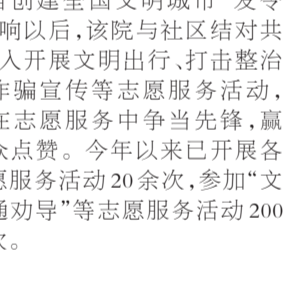 创建全国文明城市”发令
响以后，该院与社区结对共
人开展文明出行、打击整治
诈骗宣传等志愿服务活动，
在志愿服务中争当先锋，赢
众点赞。今年以来已开展各
愿服务活动20余次，参加“文
通劝导”等志愿服务活动200
次。